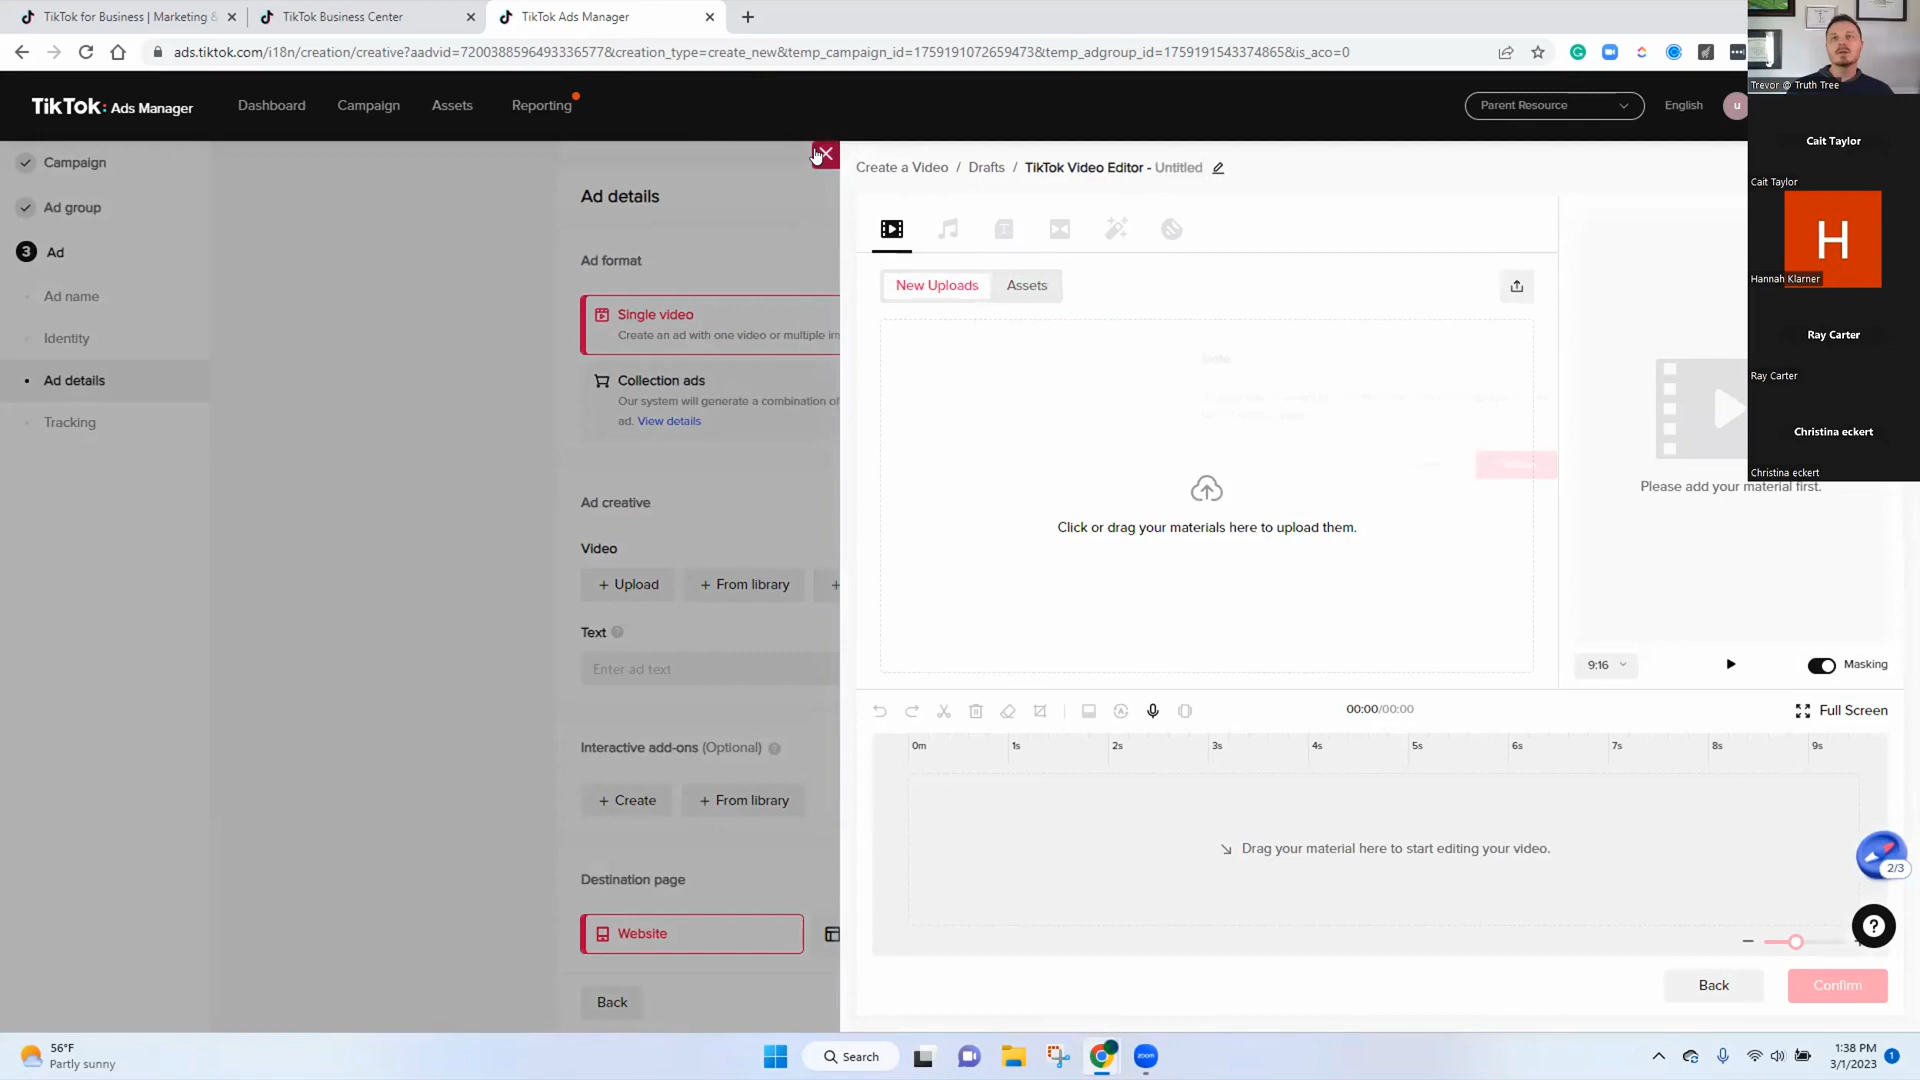 TikTok for Business | Marketing &
TikTok Business Center
TikTok Ads Manager
ads.tiktok.com/i18n/creation/creative?aadvid=7200388596493336577&creation_type=create_new&temp_campaign_id=1759191072659473&temp_adgroup_id=1759191543374865&is_aco=0
Trevor @ Truth Tree
TikTok: Ads Manager
Dashboard
Campaign
Assets
Reporting
Parent Resource
English
u
Cait Taylor
Cait Taylor
H
Hannah Klarner
Ray Carter
Ray Carter
Christina eckert
Christina eckert
Campaign
Ad group
3 Ad
Ad name
Identity
Ad details
Tracking
Ad details
Ad format
Single video
Create an ad with one video or multiple im
Collection ads
Our system will generate a combination of
ad. View details
Ad creative
Video
+ Upload
+ From library
+
Text ?
Enter ad text
Interactive add-ons (Optional) ?
+ Create
+ From library
Destination page
Website
Back
Create a Video / Drafts / TikTok Video Editor - Untitled
T
New Uploads
Assets
Click or drag your materials here to upload them.
Please add your material first.
9:16
Masking
00:00/00:00
Full Screen
0m 1s 2s 3s 4s 5s 6s 7s 8s 9s
Drag your material here to start editing your video.
2/3
?
Back
Confirm
56°F
Partly sunny
Search
zoom
1:38 PM
3/1/2023
1